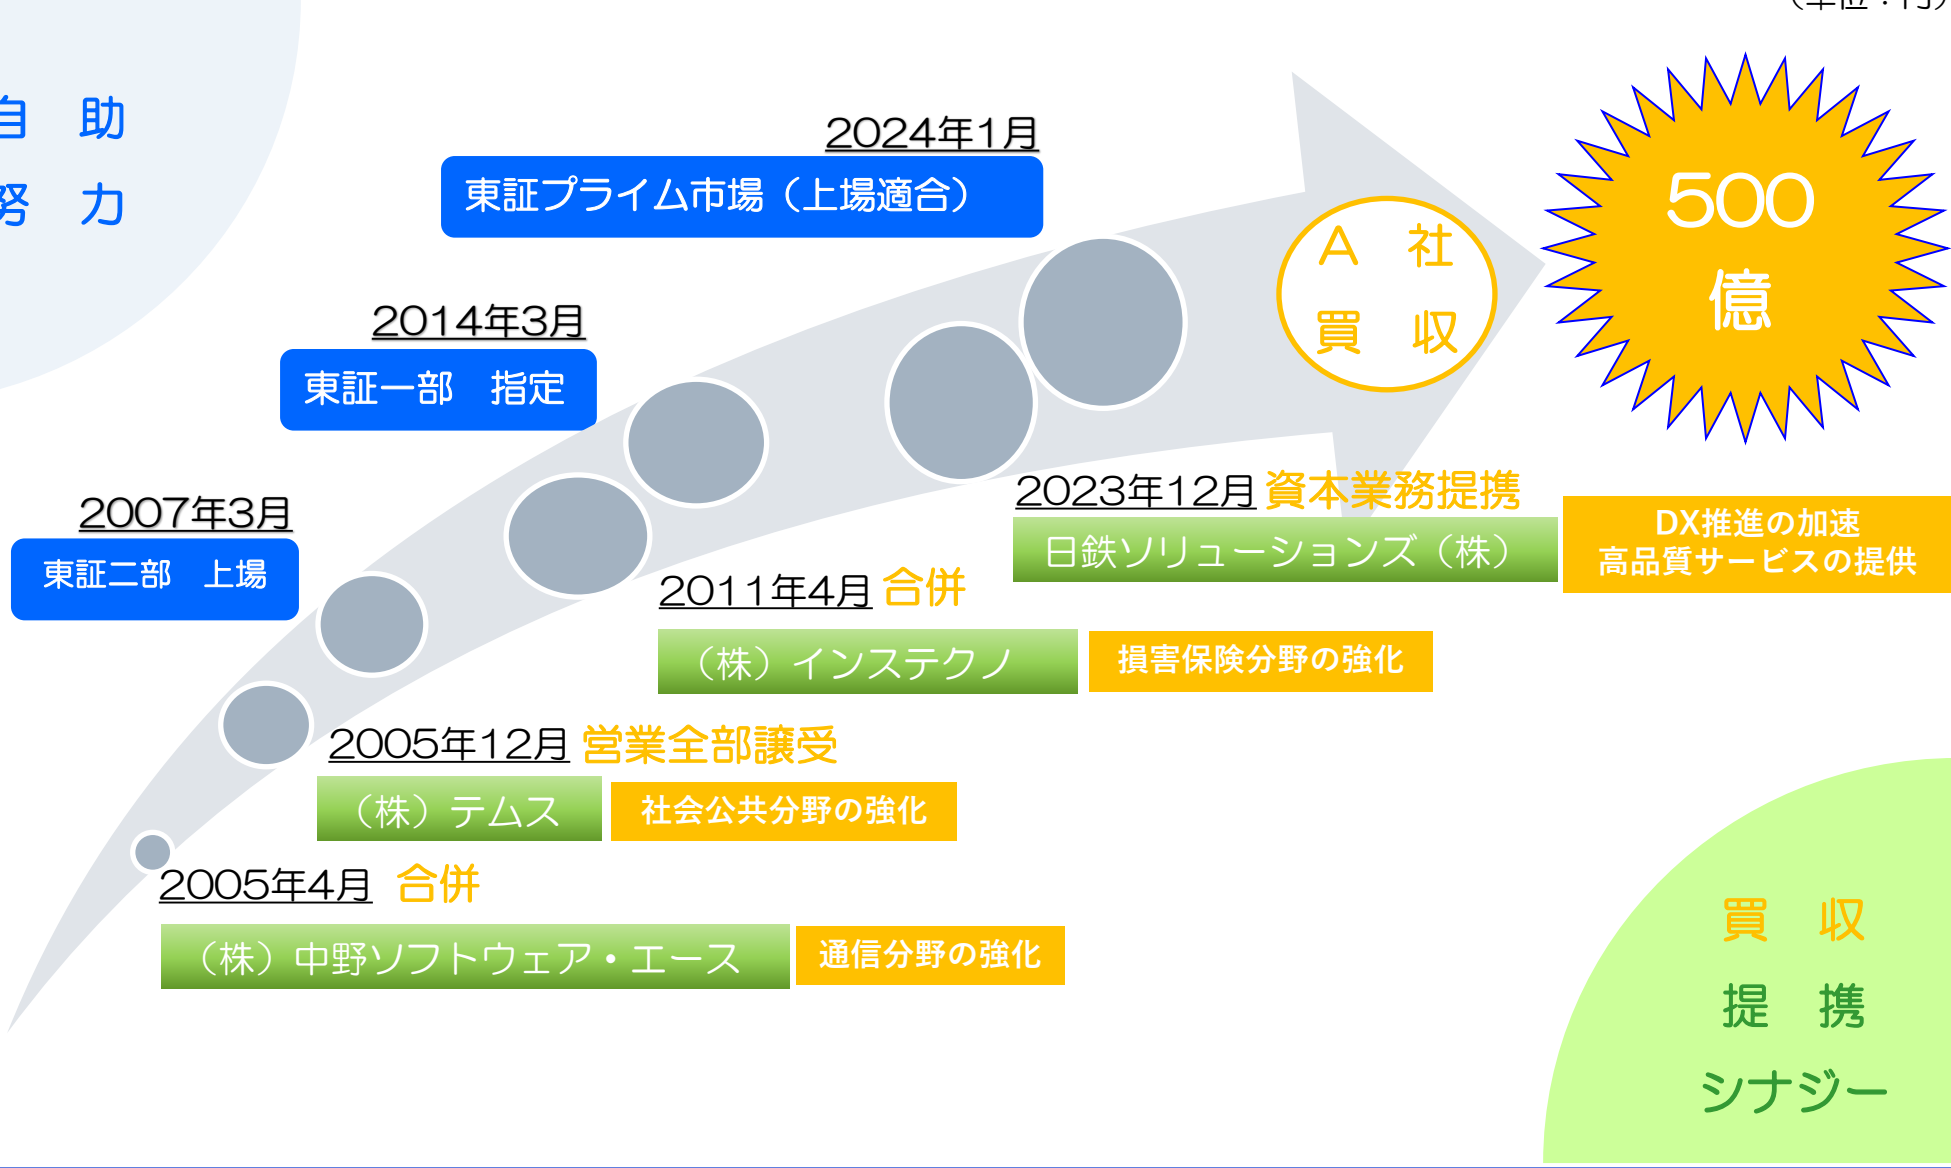 （単位：円）
自　助
努　力
2024年1月
東証プライム市場（上場適合）
500
億
A　社
買　収
2014年3月
東証一部　指定
2007年3月
東証二部　上場
2023年12月 資本業務提携
日鉄ソリューションズ（株）
DX推進の加速
高品質サービスの提供
2011年4月 合併
（株）インステクノ
損害保険分野の強化
2005年12月 営業全部譲受
（株）テムス
社会公共分野の強化
2005年4月 合併
（株）中野ソフトウェア・エース
通信分野の強化
買　収
提　携
シナジー